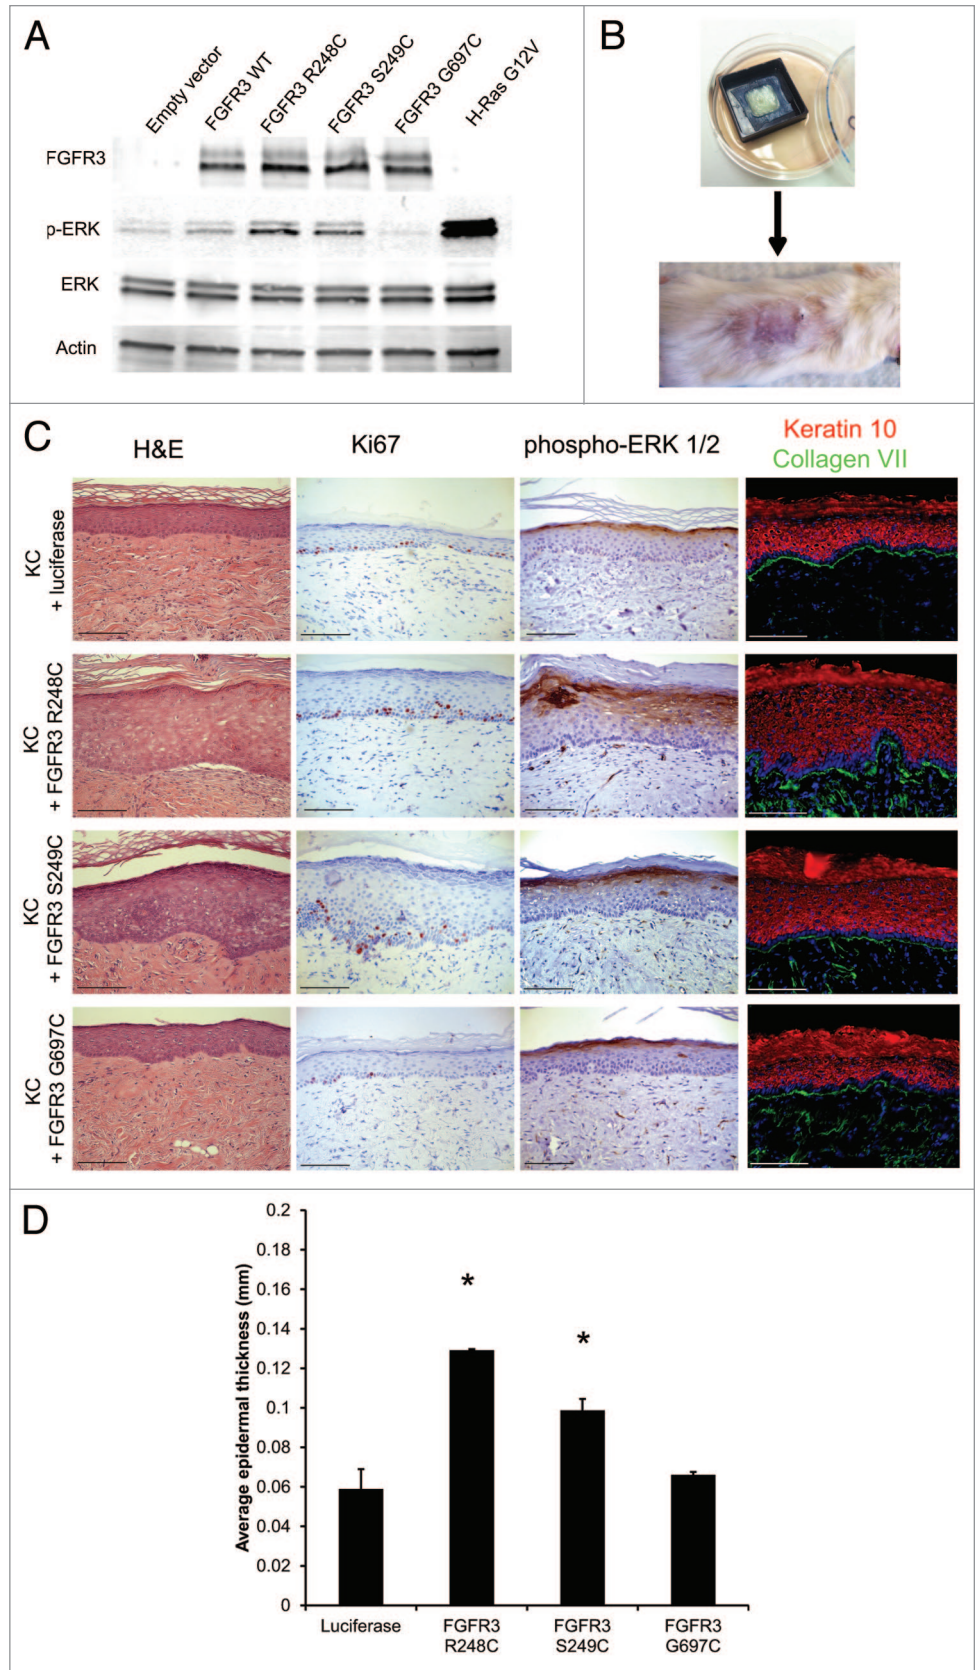 A
Empty vector
FGFR3 WT
FGFR3 R248C
FGFR3 S249C
FGFR3 G697C
H-Ras G12V
FGFR3
p-ERK
ERK
Actin
B
C
H&E
Ki67
phospho-ERK 1/2
Keratin 10
Collagen VII
KC
+ luciferase
KC
+ FGFR3 R248C
KC
+ FGFR3 S249C
KC
+ FGFR3 G697C
D
Average epidermal thickness (mm)
0.2
0.18
0.16
0.14
0.12
0.1
0.08
0.06
0.04
0.02
0
*
*
Luciferase
FGFR3
R248C
FGFR3
S249C
FGFR3
G697C